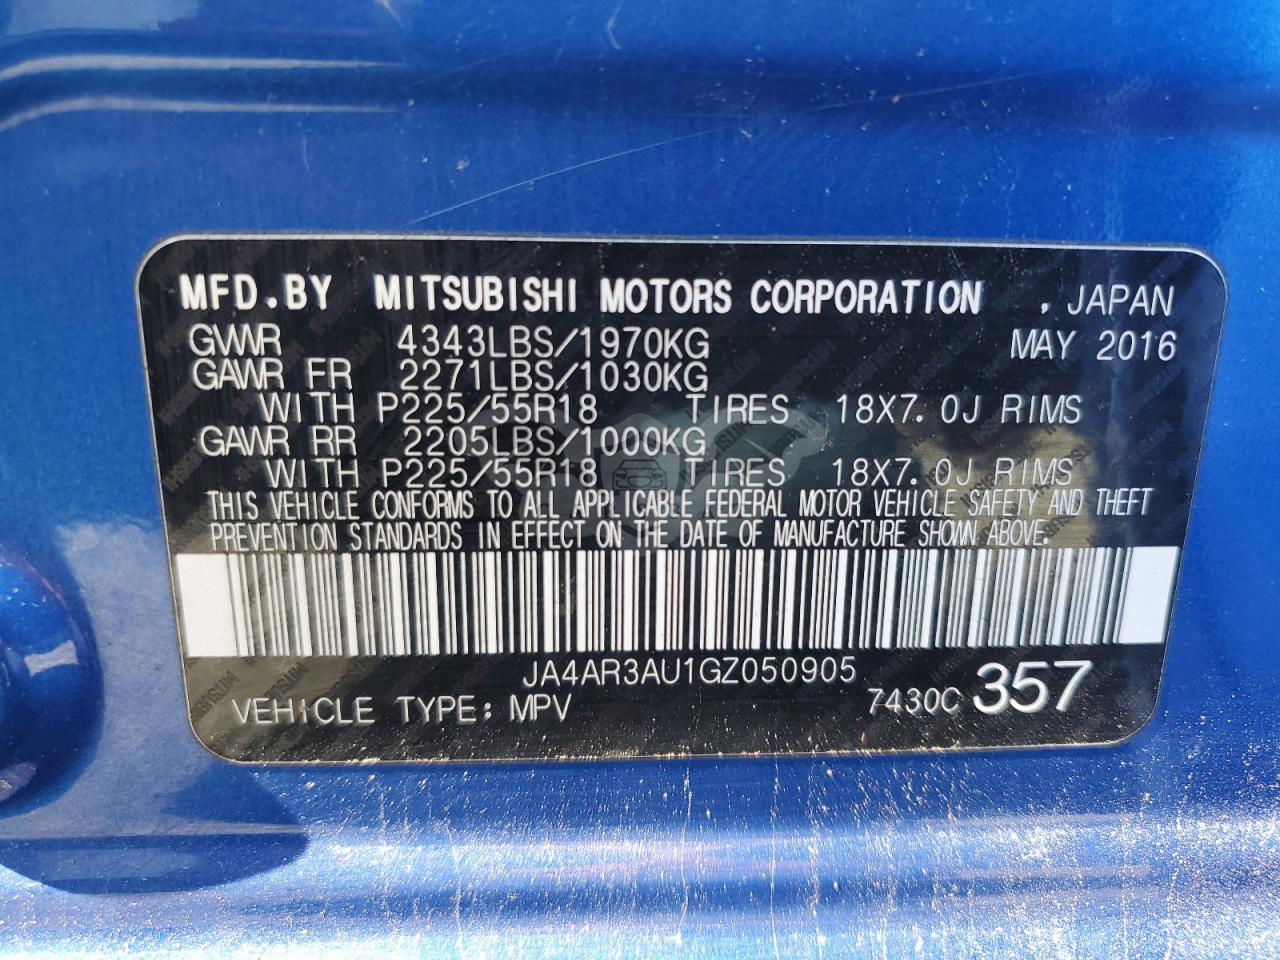 MFD.BY MITSUBISHI MOTORS CORPORATION , JAPAN
GVWR 4343LBS/1970KG MAY 2016
GAWR FR 2271LBS/1030KG
WITH P225/55R18 TIRES 18X7.0J RIMS
GAWR RR 2205LBS/1000KG
WITH P225/55R18 TIRES 18X7.0J RIMS
THIS VEHICLE CONFORMS TO ALL APPLICABLE FEDERAL MOTOR VEHICLE SAFETY AND THEFT
PREVENTION STANDARDS IN EFFECT ON THE DATE OF MANUFACTURE SHOWN ABOVE.
JA4AR3AU1GZ050905
VEHICLE TYPE: MPV 7430C 357